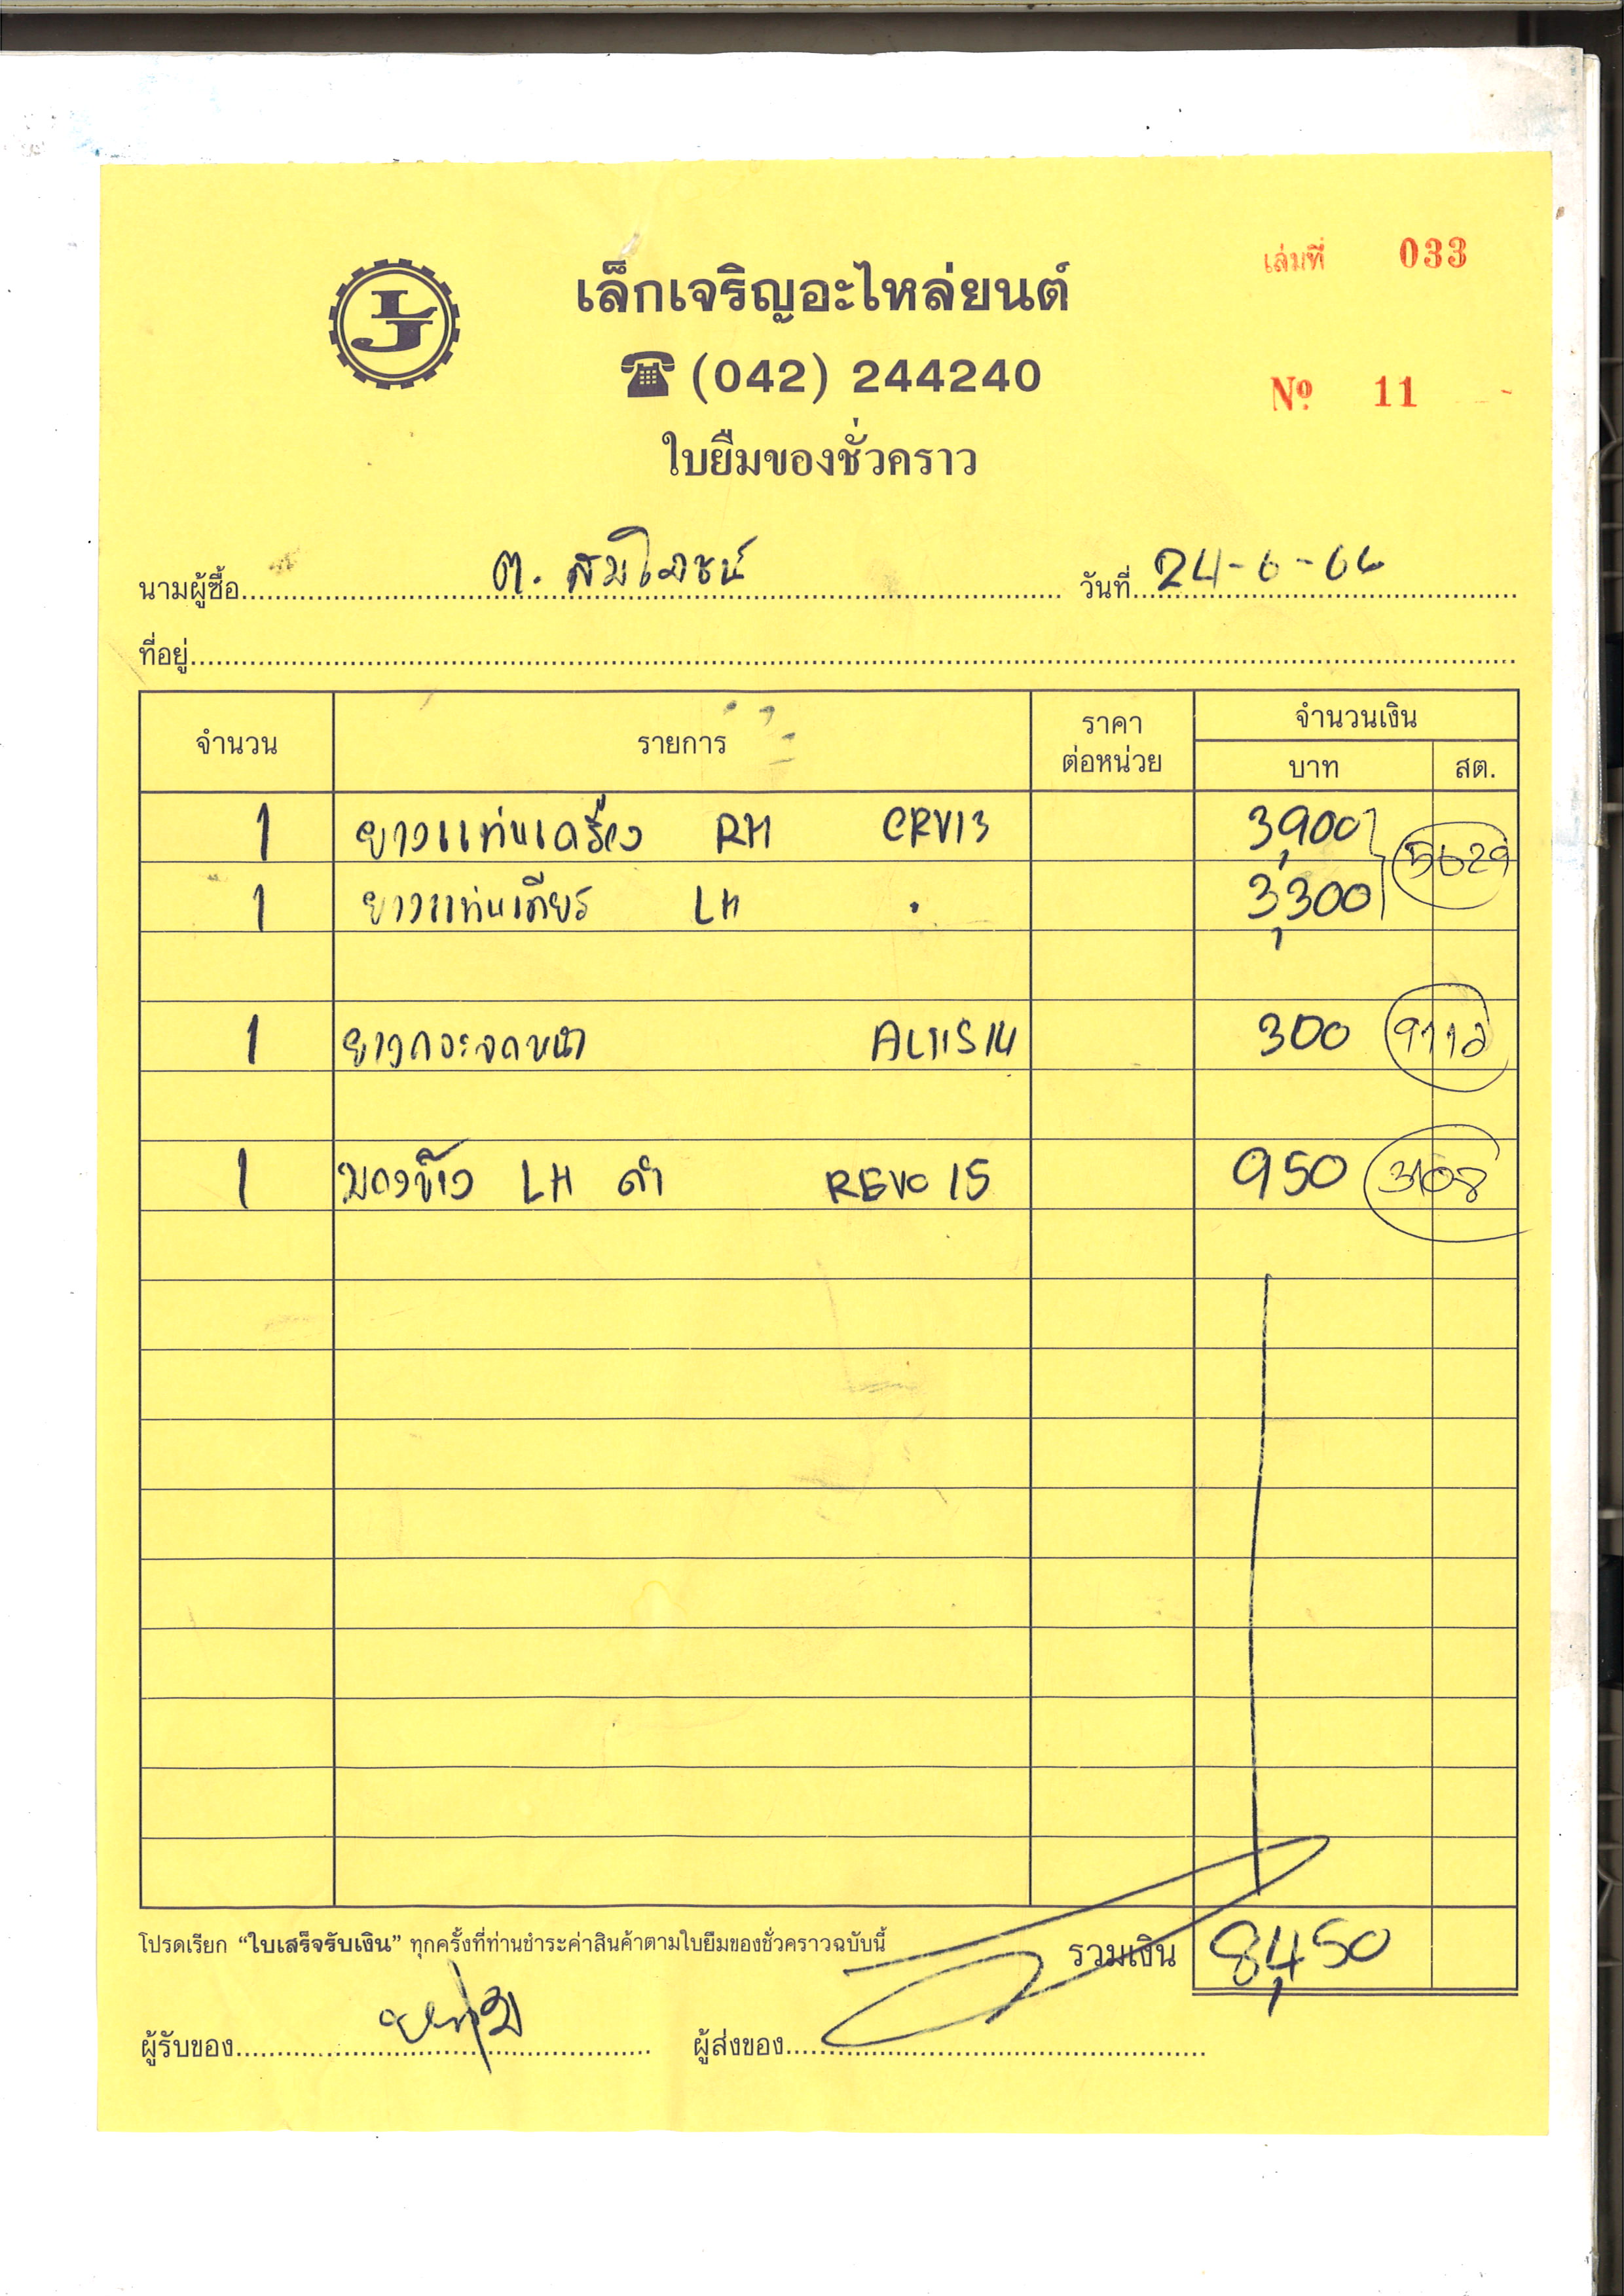 เล่มที่ 033
เล็กเจริญอะไหล่ยนต์
(042) 244240
Nº 11
ใบยืมของชั่วคราว
นามผู้ซื้อ ต. สมโภชน์ วันที่ 24-6-66
ที่อยู่
จำนวน รายการ ราคาต่อหน่วย จำนวนเงิน
บาท สต.
1 ยางแท่นเครื่อง RH CRV13 3,900 5629
1 ยางแท่นเกียร์ LH . 3,300
1 ยางกระจกหน้า ALTIS14 300
1 LH ดำ REVO 15 950 3108
โปรดเรียก “ใบเสร็จรับเงิน” ทุกครั้งที่ท่านชำระค่าสินค้าตามใบยืมของชั่วคราวฉบับนี้ รวมเงิน 8,450
ผู้รับของ ผู้ส่งของ